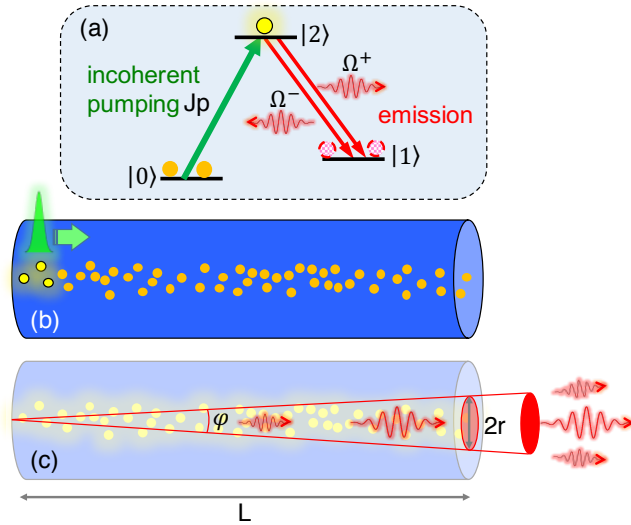 (a)
|2⟩
Ω⁺
incoherent
pumping Jp
Ω⁻
emission
|0⟩
|1⟩
(b)
φ
2r
(c)
L